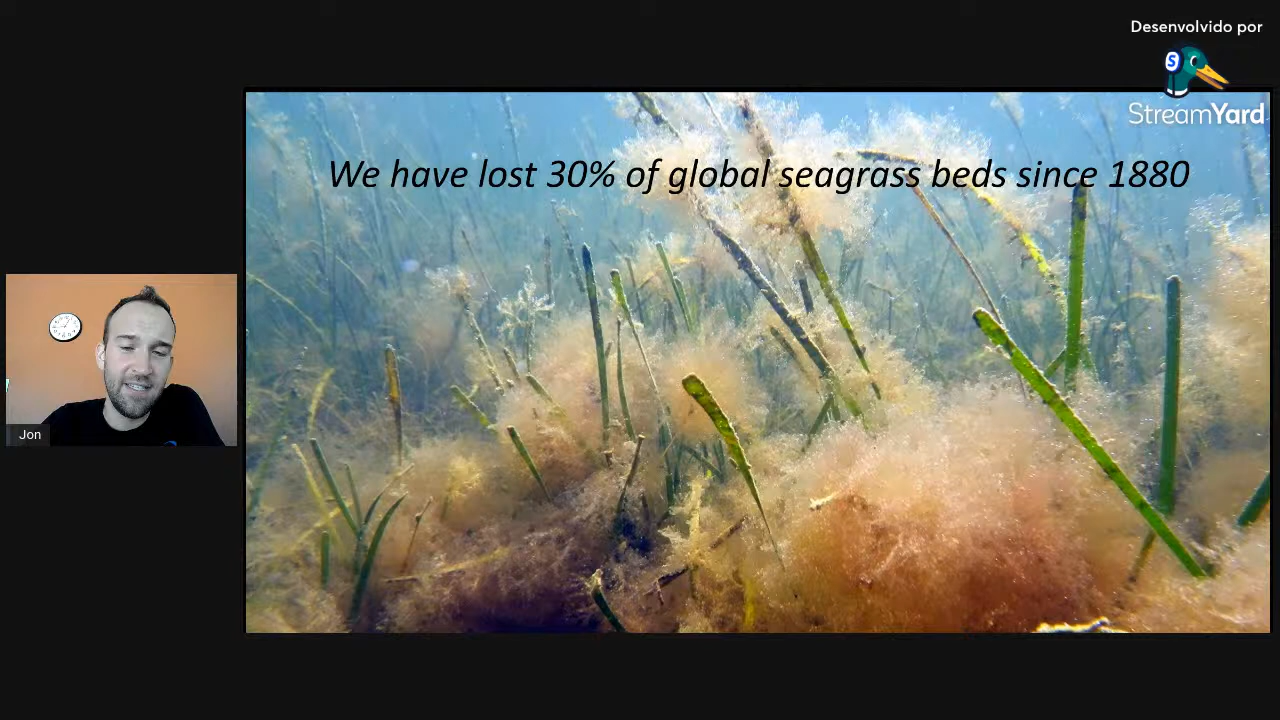 Desenvolvido por
StreamYard
We have lost 30% of global seagrass beds since 1880
Jon